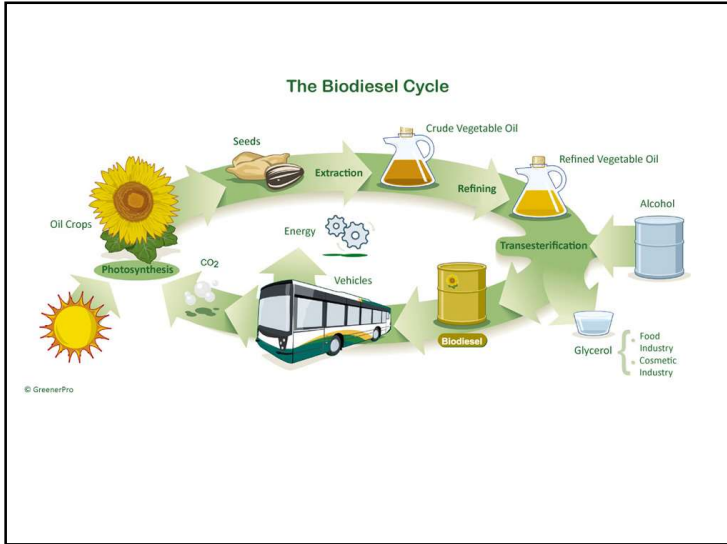 The Biodiesel Cycle
Crude Vegetable Oil
Seeds
Refined Vegetable Oil
Extraction
Refining
Alcohol
Oil Crops
Energy
Transesterification
CO2
Photosynthesis
Vehicles
Biodiesel
Glycerol
Food
Industry
Cosmetic
Industry
© GreenerPro